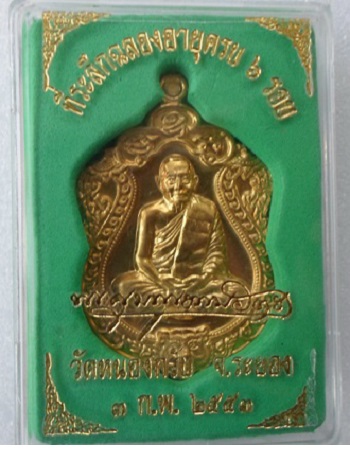 ที่ระลึกฉลองอายุครบ ๖ รอบ
วัดหนองกรับ จ.ระยอง
๓ ก.พ. ๒๕๕๓